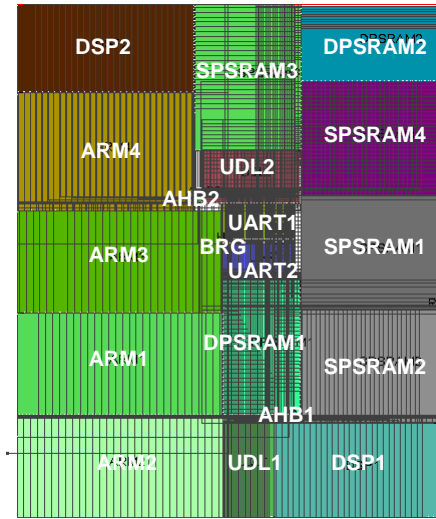 DSP2
DPSRAM2
SPSRAM3
SPSRAM4
ARM4
UDL2
AHB2
UART1
ARM3
BRG
SPSRAM1
UART2
DPSRAM1
ARM1
SPSRAM2
AHB1
ARM2
UDL1
DSP1